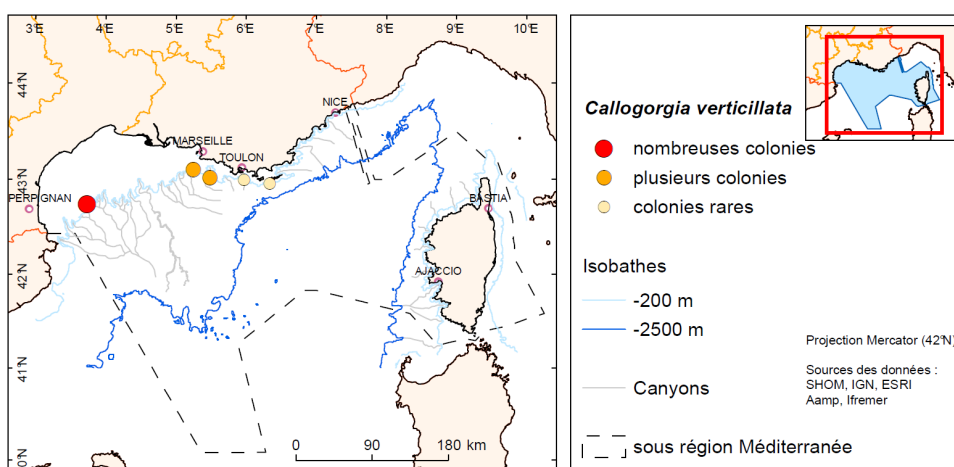 3°E 4°E 5°E 6°E 7°E 8°E 9°E 10°E
44°N
43°N
42°N
41°N
0°N
NICE
MARSEILLE
TOULON
PERPIGNAN
BASTIA
AJACCIO
0 90 180 km
Callogorgia verticillata
nombreuses colonies
plusieurs colonies
colonies rares
Isobathes
-200 m
-2500 m
Canyons
sous région Méditerranée
Projection Mercator (42°N)
Sources des données :
SHOM, IGN, ESRI
Aamp, Ifremer